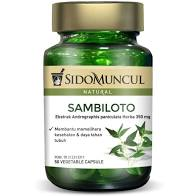 SIDOMUNCUL
NATURAL
SAMBILOTO
Ekstrak Andrographis paniculata Herba 350 mg
Membantu memelihara
kesehatan & daya tahan
tubuh
50 VEGETABLE CAPSULE